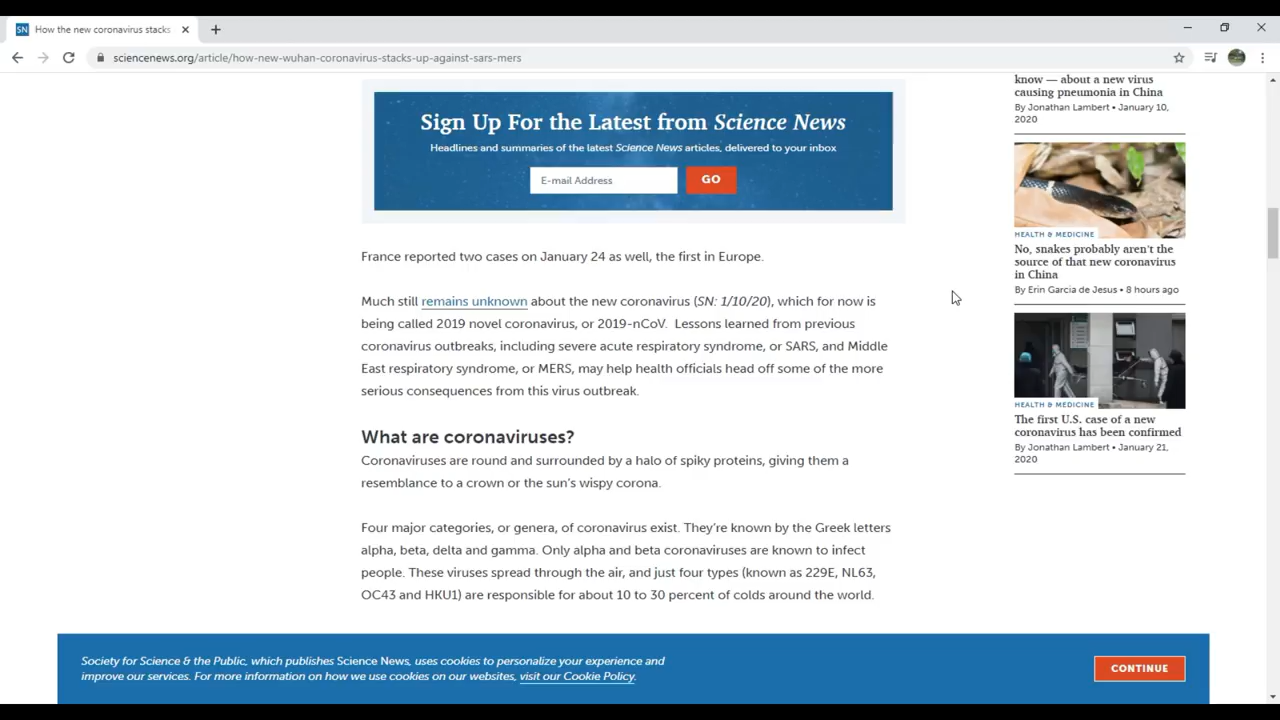 How the new coronavirus stacks
sciencenews.org/article/how-new-wuhan-coronavirus-stacks-up-against-sars-mers
Sign Up For the Latest from Science News
Headlines and summaries of the latest Science News articles, delivered to your inbox
E-mail Address
GO
France reported two cases on January 24 as well, the first in Europe.
Much still remains unknown about the new coronavirus (SN: 1/10/20), which for now is
being called 2019 novel coronavirus, or 2019-nCoV. Lessons learned from previous
coronavirus outbreaks, including severe acute respiratory syndrome, or SARS, and Middle
East respiratory syndrome, or MERS, may help health officials head off some of the more
serious consequences from this virus outbreak.
What are coronaviruses?
Coronaviruses are round and surrounded by a halo of spiky proteins, giving them a
resemblance to a crown or the sun's wispy corona.
Four major categories, or genera, of coronavirus exist. They're known by the Greek letters
alpha, beta, delta and gamma. Only alpha and beta coronaviruses are known to infect
people. These viruses spread through the air, and just four types (known as 229E, NL63,
OC43 and HKU1) are responsible for about 10 to 30 percent of colds around the world.
know — about a new virus
causing pneumonia in China
By Jonathan Lambert • January 10,
2020
HEALTH & MEDICINE
No, snakes probably aren't the
source of that new coronavirus
in China
By Erin Garcia de Jesus • 8 hours ago
HEALTH & MEDICINE
The first U.S. case of a new
coronavirus has been confirmed
By Jonathan Lambert • January 21,
2020
Society for Science & the Public, which publishes Science News, uses cookies to personalize your experience and
improve our services. For more information on how we use cookies on our websites, visit our Cookie Policy.
CONTINUE
SN